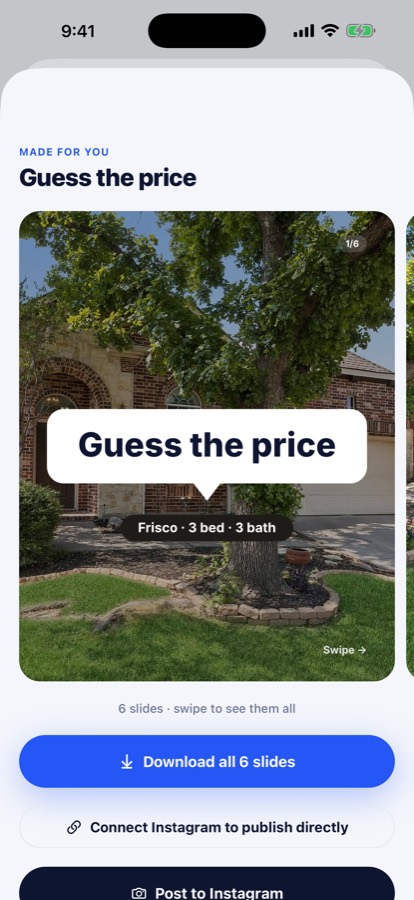 9:41
MADE FOR YOU
Guess the price
1/6
Guess the price
Frisco · 3 bed · 3 bath
Swipe →
6 slides · swipe to see them all
Download all 6 slides
Connect Instagram to publish directly
Post to Instagram